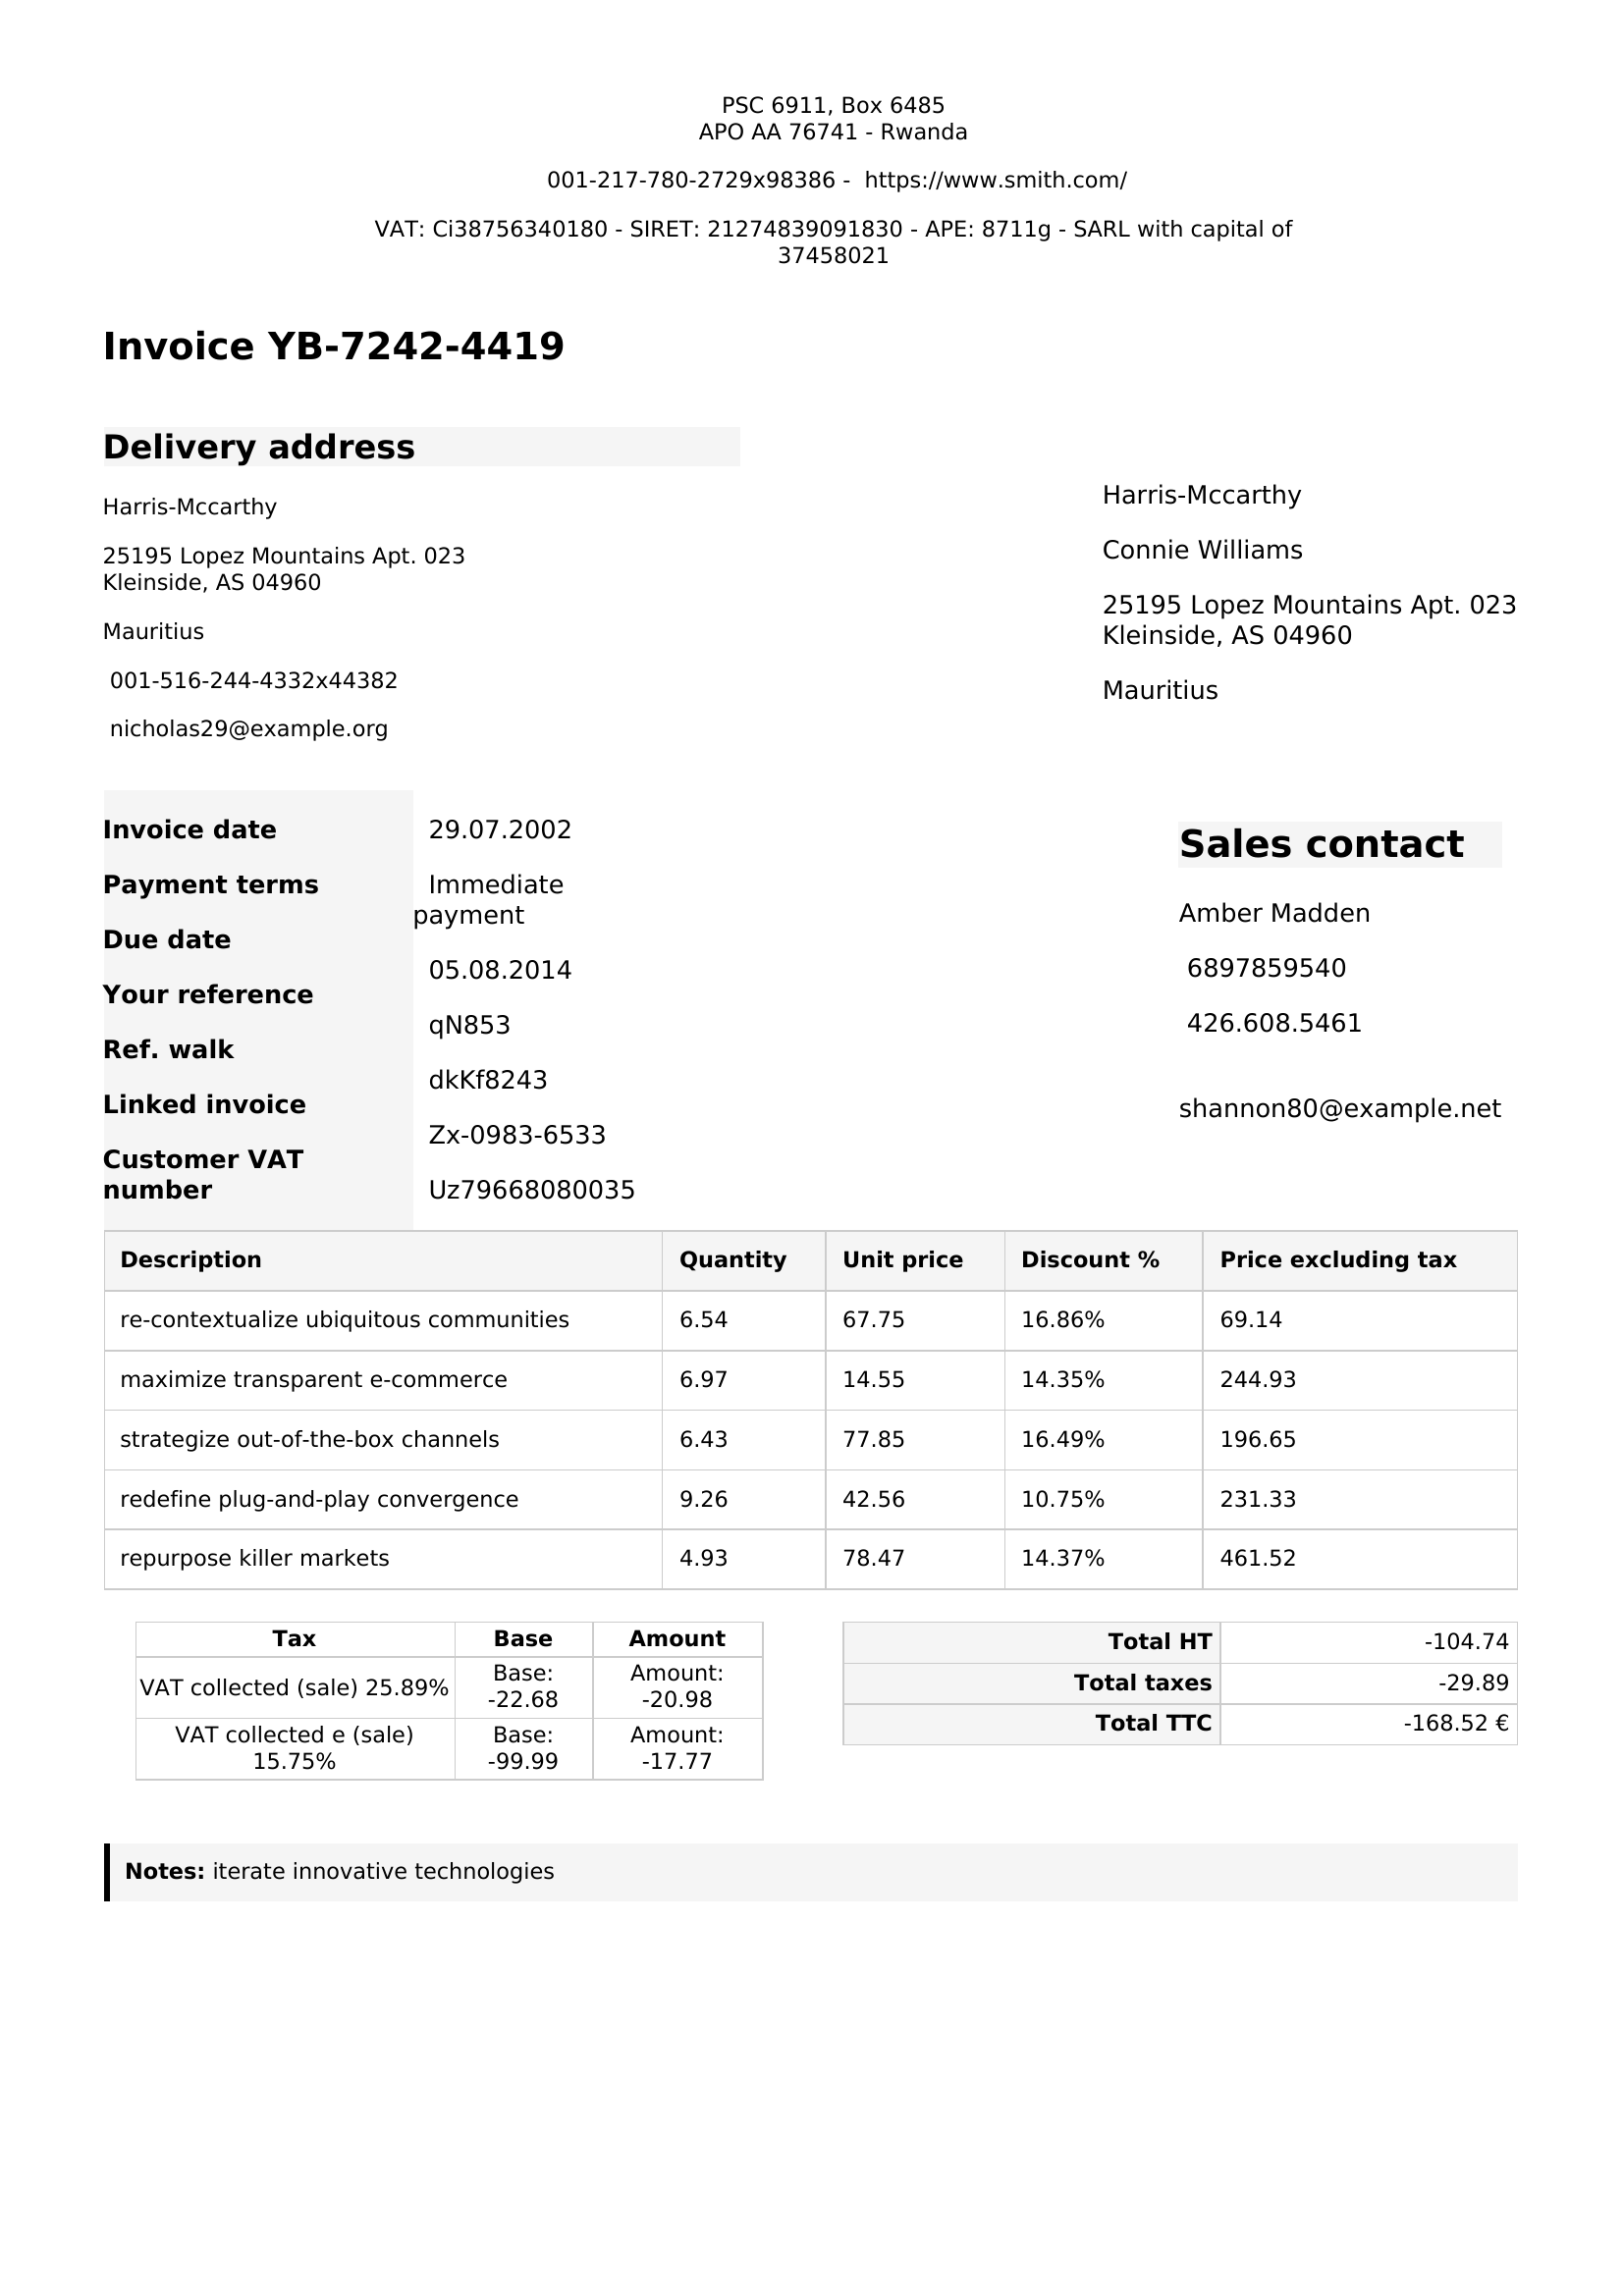 PSC 6911, Box 6485
APO AA 76741 - Rwanda
001-217-780-2729x98386 - https://www.smith.com/
VAT: Ci38756340180 - SIRET: 21274839091830 - APE: 8711g - SARL with capital of
37458021
Invoice YB-7242-4419
Delivery address
Harris-Mccarthy
25195 Lopez Mountains Apt. 023
Kleinside, AS 04960
Mauritius
001-516-244-4332x44382
nicholas29@example.org
Harris-Mccarthy
Connie Williams
25195 Lopez Mountains Apt. 023
Kleinside, AS 04960
Mauritius
Invoice date 29.07.2002
Payment terms Immediate
payment
Due date 05.08.2014
Your reference qN853
Ref. walk dkKf8243
Linked invoice Zx-0983-6533
Customer VAT
number Uz79668080035
Sales contact
Amber Madden
6897859540
426.608.5461
shannon80@example.net
Description Quantity Unit price Discount % Price excluding tax
re-contextualize ubiquitous communities 6.54 67.75 16.86% 69.14
maximize transparent e-commerce 6.97 14.55 14.35% 244.93
strategize out-of-the-box channels 6.43 77.85 16.49% 196.65
redefine plug-and-play convergence 9.26 42.56 10.75% 231.33
repurpose killer markets 4.93 78.47 14.37% 461.52
Tax Base Amount
VAT collected (sale) 25.89% Base: -22.68 Amount: -20.98
VAT collected e (sale) 15.75% Base: -99.99 Amount: -17.77
Total HT -104.74
Total taxes -29.89
Total TTC -168.52 €
Notes: iterate innovative technologies